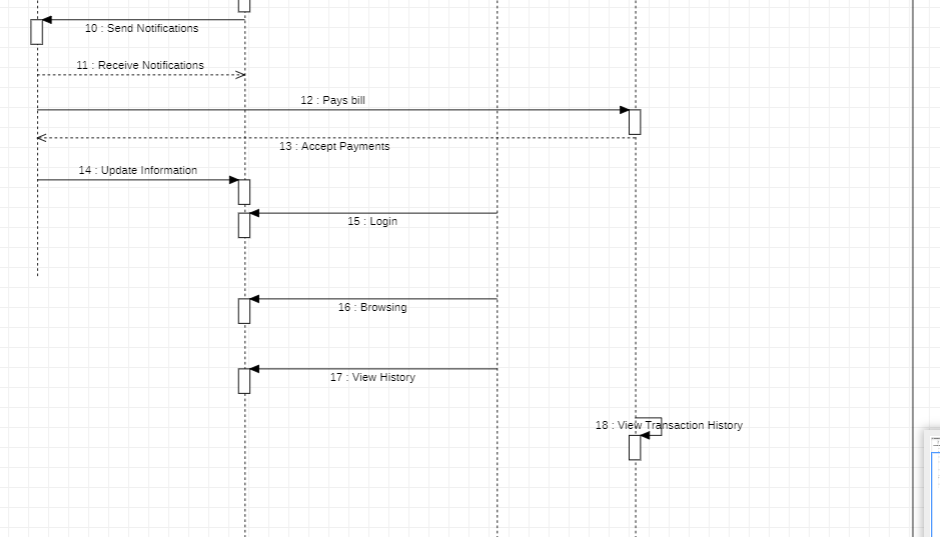 10 : Send Notifications
11 : Receive Notifications
12 : Pays bill
13 : Accept Payments
14 : Update Information
15 : Login
16 : Browsing
17 : View History
18 : View Transaction History